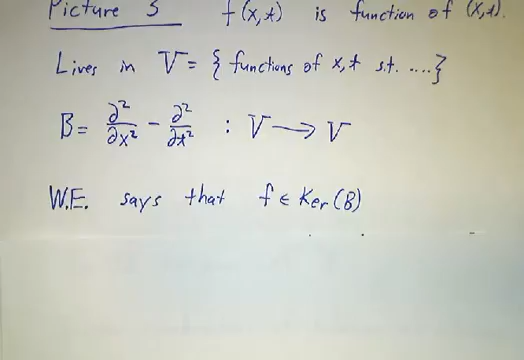 Picture 3 f(x,t) is function of (x,t).
Lives in V = { functions of x,t s.t. ....}
B = ∂²/∂x² - ∂²/∂t² : V → V
W.E. says that f ∈ Ker(B)